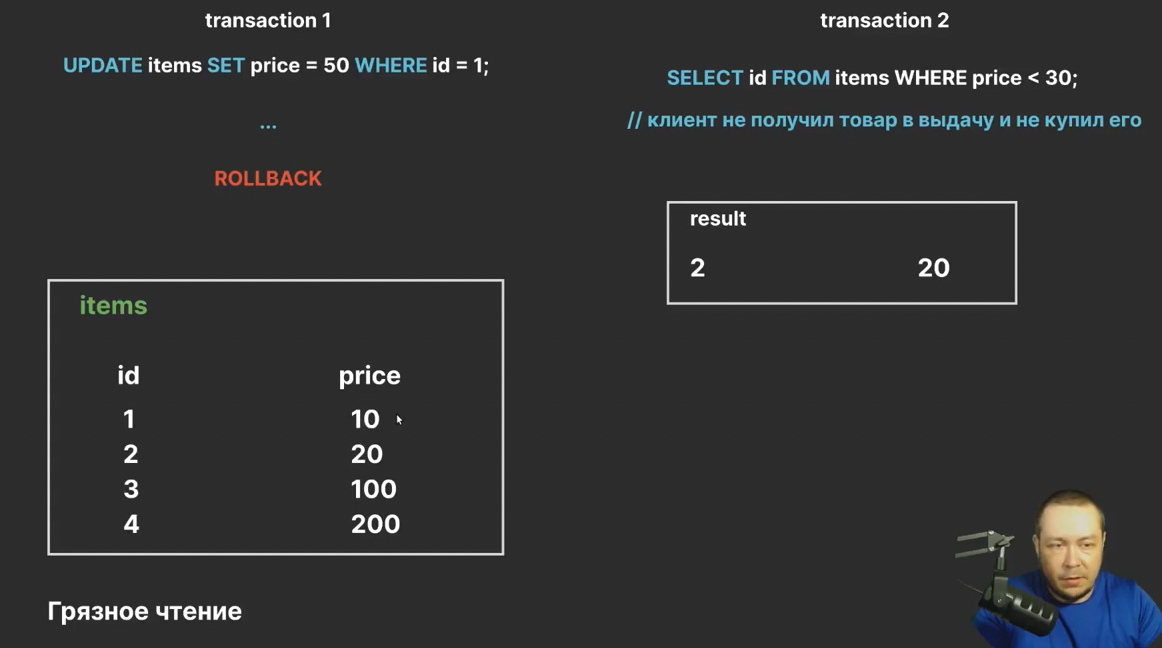 transaction 1
UPDATE items SET price = 50 WHERE id = 1;
...
ROLLBACK
transaction 2
SELECT id FROM items WHERE price < 30;
// клиент не получил товар в выдачу и не купил его
result
2 20
items
id price
1 10
2 20
3 100
4 200
Грязное чтение